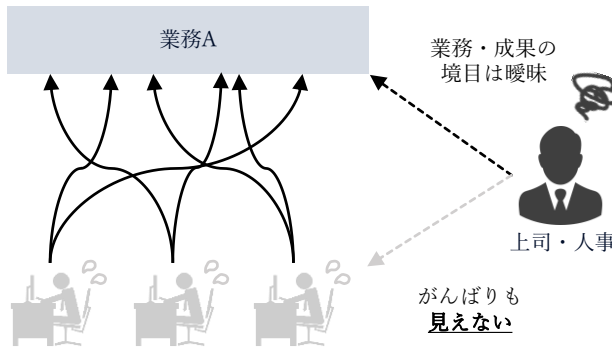 業務A
業務・成果の
境目は曖昧
上司・人事
がんばりも
見えない